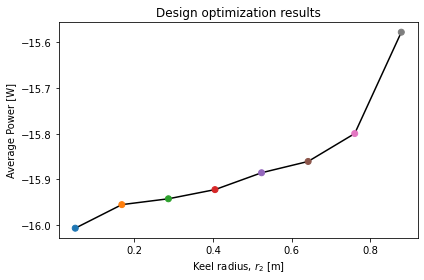 Design optimization results
Average Power [W]
−15.6
−15.7
−15.8
−15.9
−16.0
0.2 0.4 0.6 0.8
Keel radius, r₂ [m]